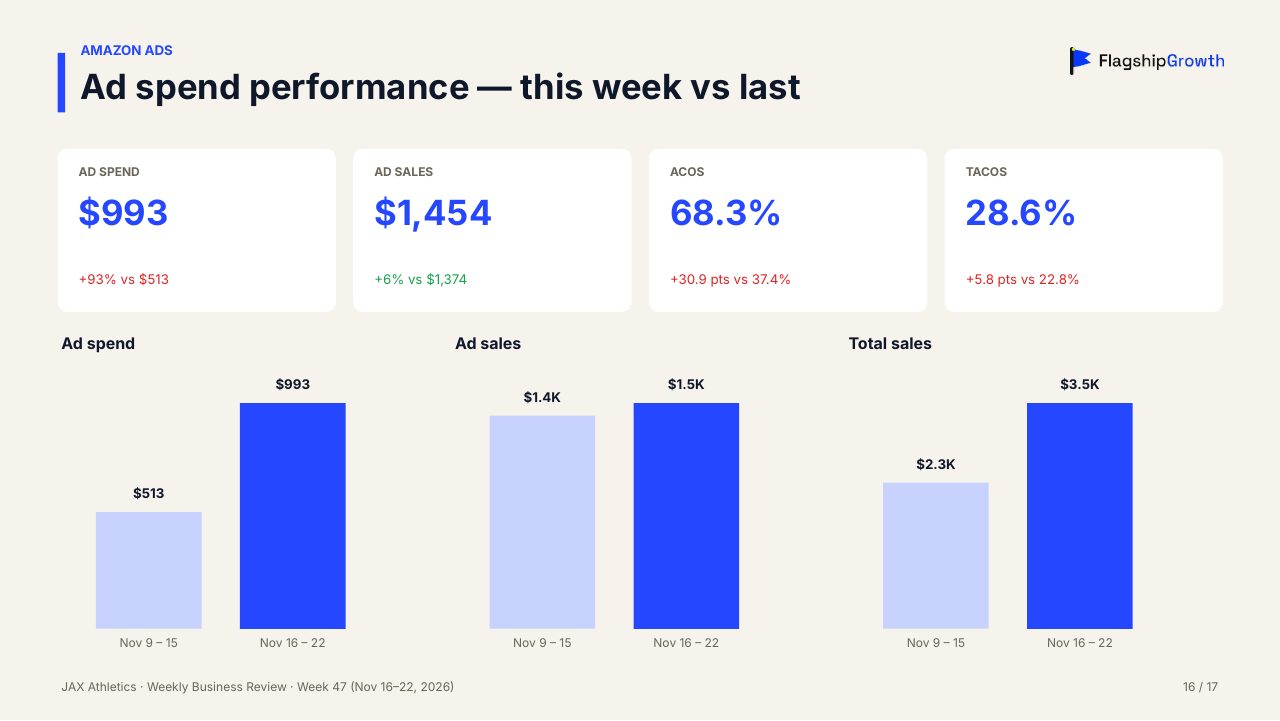 AMAZON ADS
Ad spend performance — this week vs last
FlagshipGrowth
AD SPEND
$993
+93% vs $513
AD SALES
$1,454
+6% vs $1,374
ACOS
68.3%
+30.9 pts vs 37.4%
TACOS
28.6%
+5.8 pts vs 22.8%
Ad spend
$513
$993
Nov 9 – 15
Nov 16 – 22
Ad sales
$1.4K
$1.5K
Nov 9 – 15
Nov 16 – 22
Total sales
$2.3K
$3.5K
Nov 9 – 15
Nov 16 – 22
JAX Athletics · Weekly Business Review · Week 47 (Nov 16–22, 2026)
16 / 17